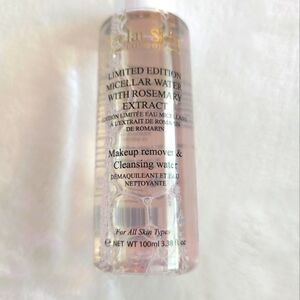 LIMITED EDITION
MICELLAR WATER
WITH ROSEMARY
EXTRACT
ÉDITION LIMITÉE EAU MICELLAIRE
À L'EXTRAIT DE ROMARIN
DE ROMARIN
Makeup remover &
Cleansing water
DÉMAQUILLANT ET EAU
NETTOYANTE
For All Skin Types
e NET WT 100ml 3.38 fl oz